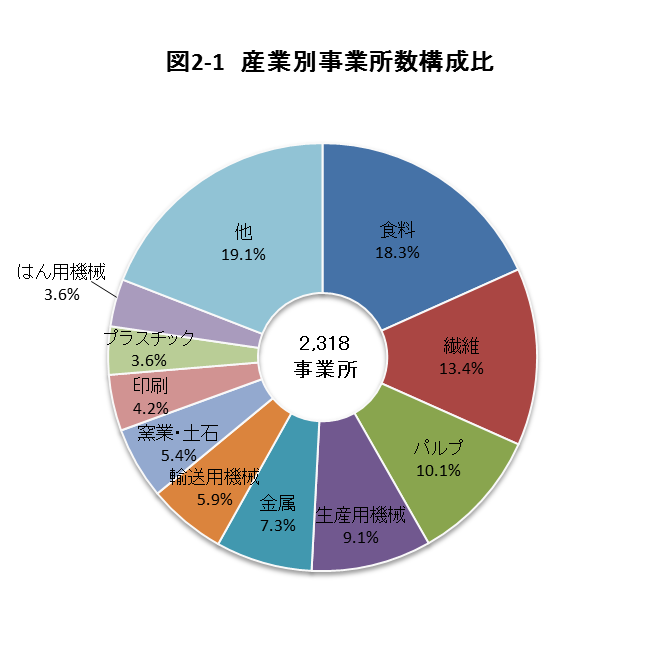 図2-1 産業別事業所数構成比
食料
18.3%
繊維
13.4%
パルプ
10.1%
生産用機械
9.1%
金属
7.3%
輸送用機械
5.9%
窯業・土石
5.4%
印刷
4.2%
プラスチック
3.6%
はん用機械
3.6%
他
19.1%
2,318
事業所